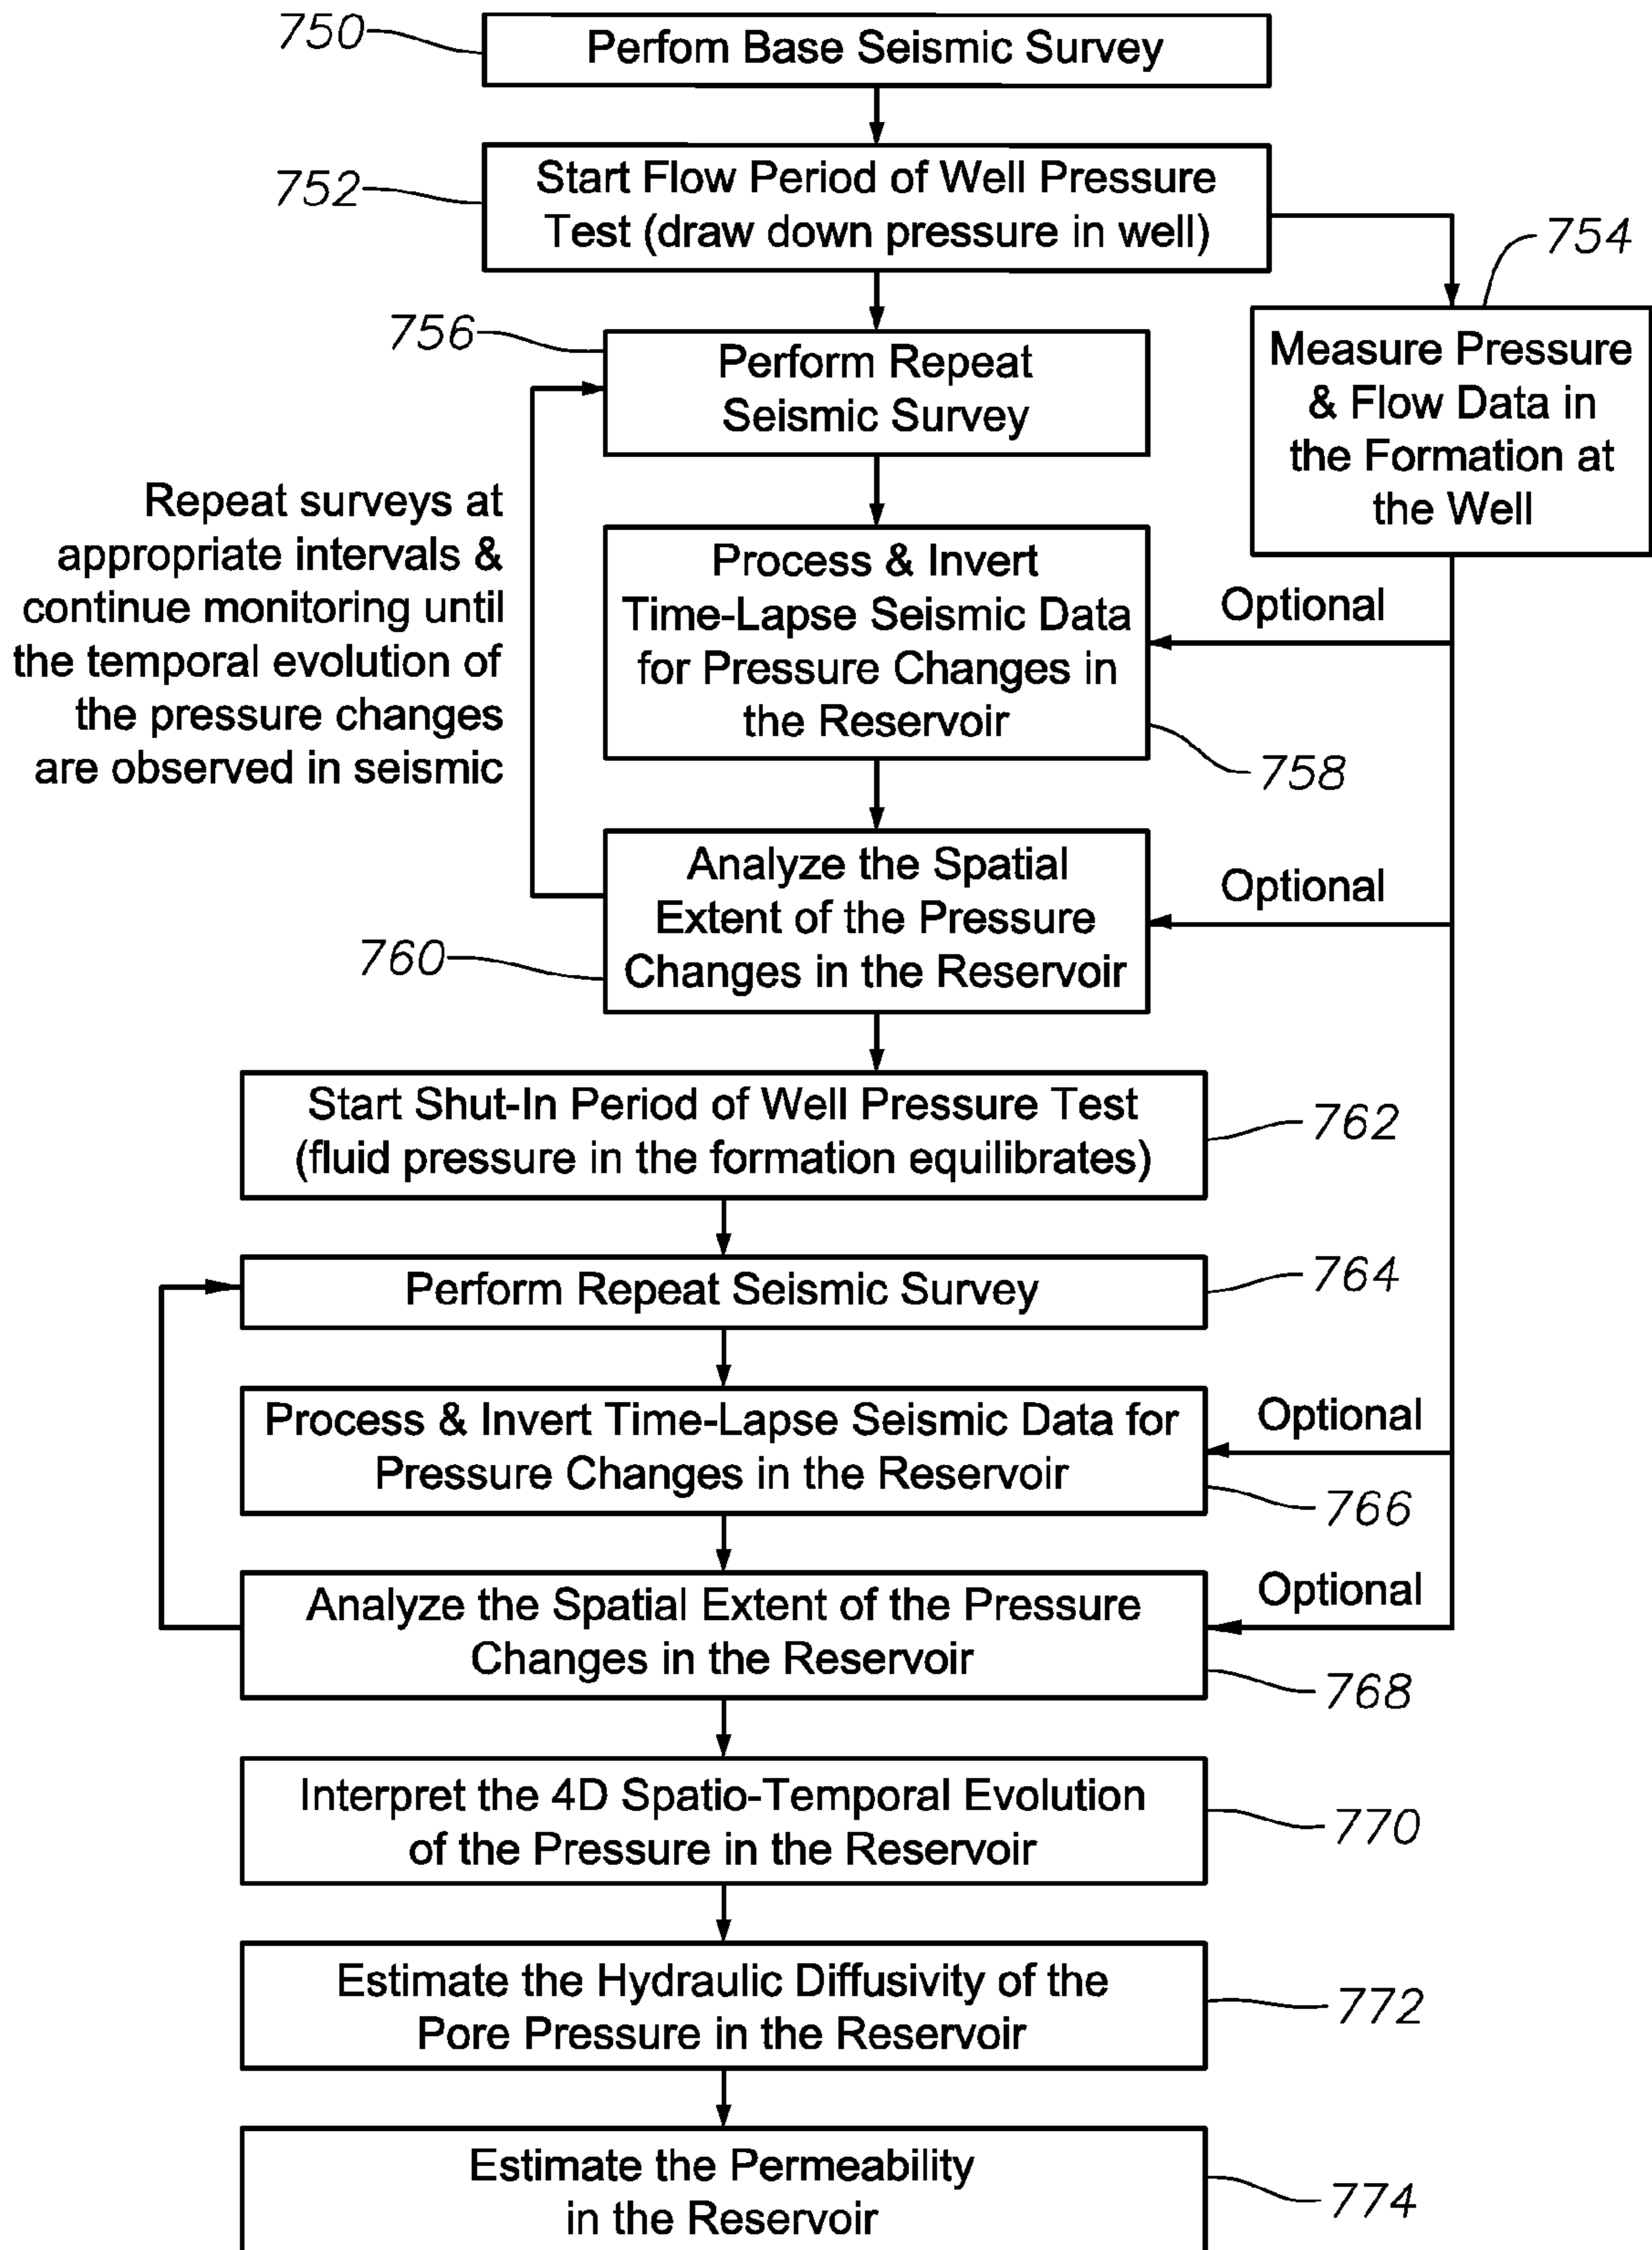 750
Perfom Base Seismic Survey
752
Start Flow Period of Well Pressure
Test (draw down pressure in well)
754
Measure Pressure
& Flow Data in
the Formation at
the Well
756
Perform Repeat
Seismic Survey
Repeat surveys at
appropriate intervals &
continue monitoring until
the temporal evolution of
the pressure changes
are observed in seismic
Process & Invert
Time-Lapse Seismic Data
for Pressure Changes in
the Reservoir
Optional
758
Analyze the Spatial
Extent of the Pressure
Changes in the Reservoir
Optional
760
Start Shut-In Period of Well Pressure Test
(fluid pressure in the formation equilibrates)
762
Perform Repeat Seismic Survey
764
Process & Invert Time-Lapse Seismic Data for
Pressure Changes in the Reservoir
Optional
766
Analyze the Spatial Extent of the Pressure
Changes in the Reservoir
Optional
768
Interpret the 4D Spatio-Temporal Evolution
of the Pressure in the Reservoir
770
Estimate the Hydraulic Diffusivity of the
Pore Pressure in the Reservoir
772
Estimate the Permeability
in the Reservoir
774